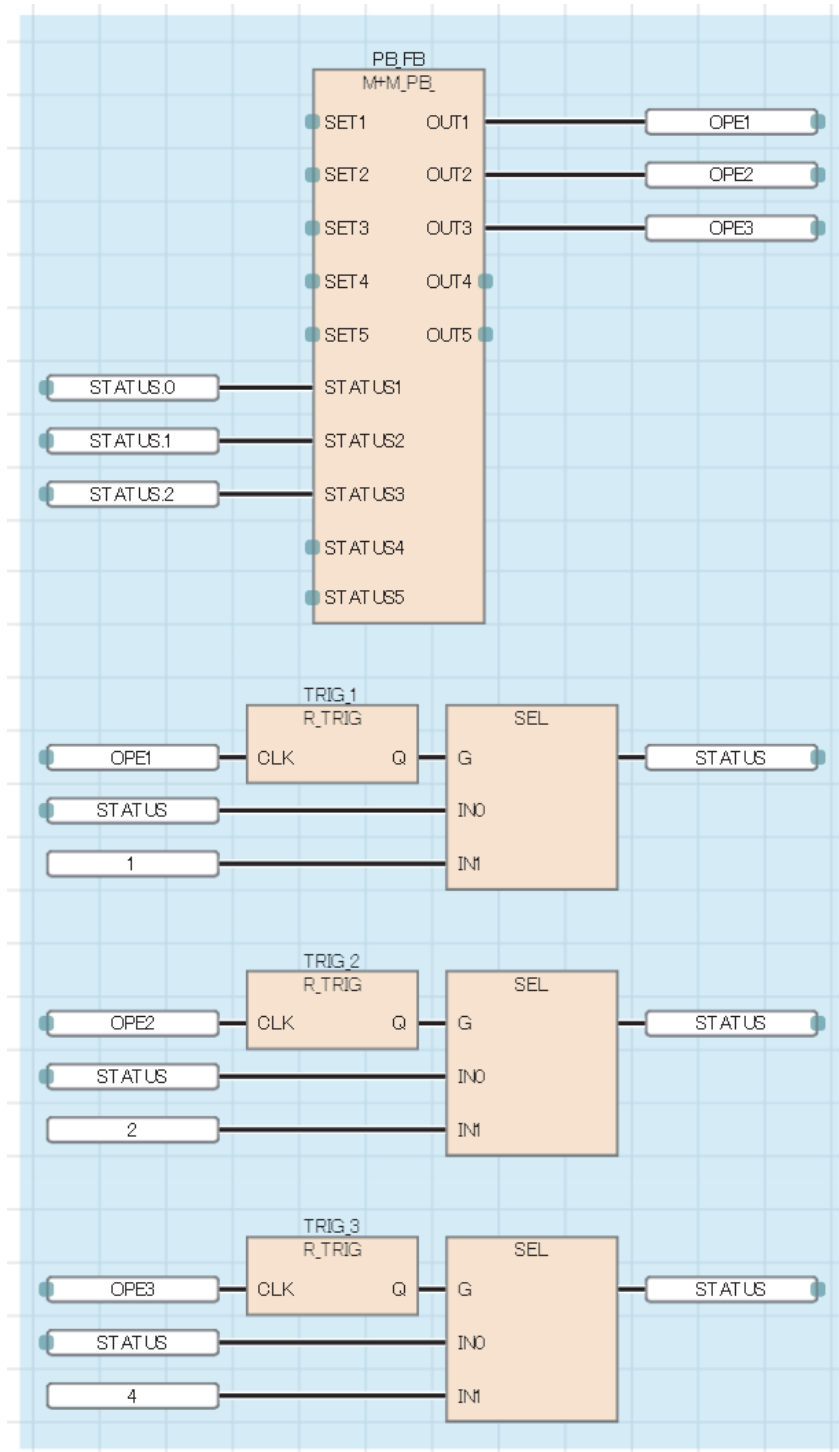 PB_FB
M+M_PB_
SET1 OUT1 OPE1
SET2 OUT2 OPE2
SET3 OUT3 OPE3
SET4 OUT4
SET5 OUT5
STATUS.0 STATUS1
STATUS.1 STATUS2
STATUS.2 STATUS3
STATUS4
STATUS5
TRIG_1
R_TRIG SEL
OPE1 CLK Q G STATUS
STATUS IN0
1 IN1
TRIG_2
R_TRIG SEL
OPE2 CLK Q G STATUS
STATUS IN0
2 IN1
TRIG_3
R_TRIG SEL
OPE3 CLK Q G STATUS
STATUS IN0
4 IN1